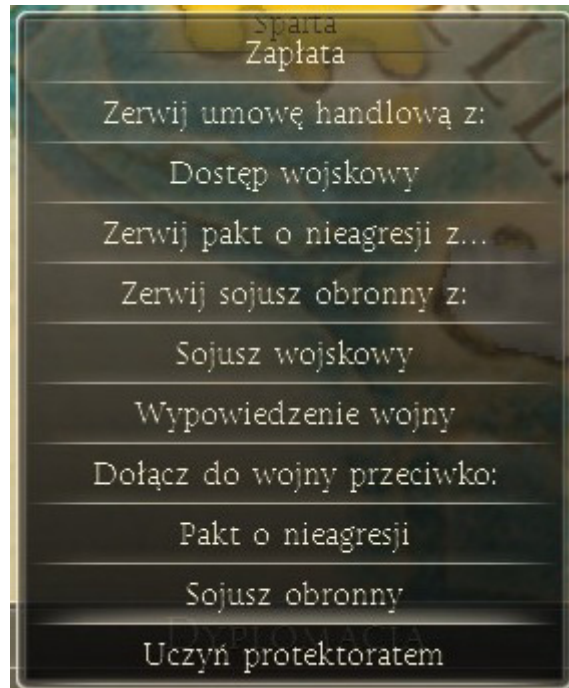 Sparta
Zapłata
Zerwij umowę handlową z:
Dostęp wojskowy
Zerwij pakt o nieagresji z...
Zerwij sojusz obronny z:
Sojusz wojskowy
Wypowiedzenie wojny
Dołącz do wojny przeciwko:
Pakt o nieagresji
Sojusz obronny
DYPLOMACJA
Uczyń protektoratem